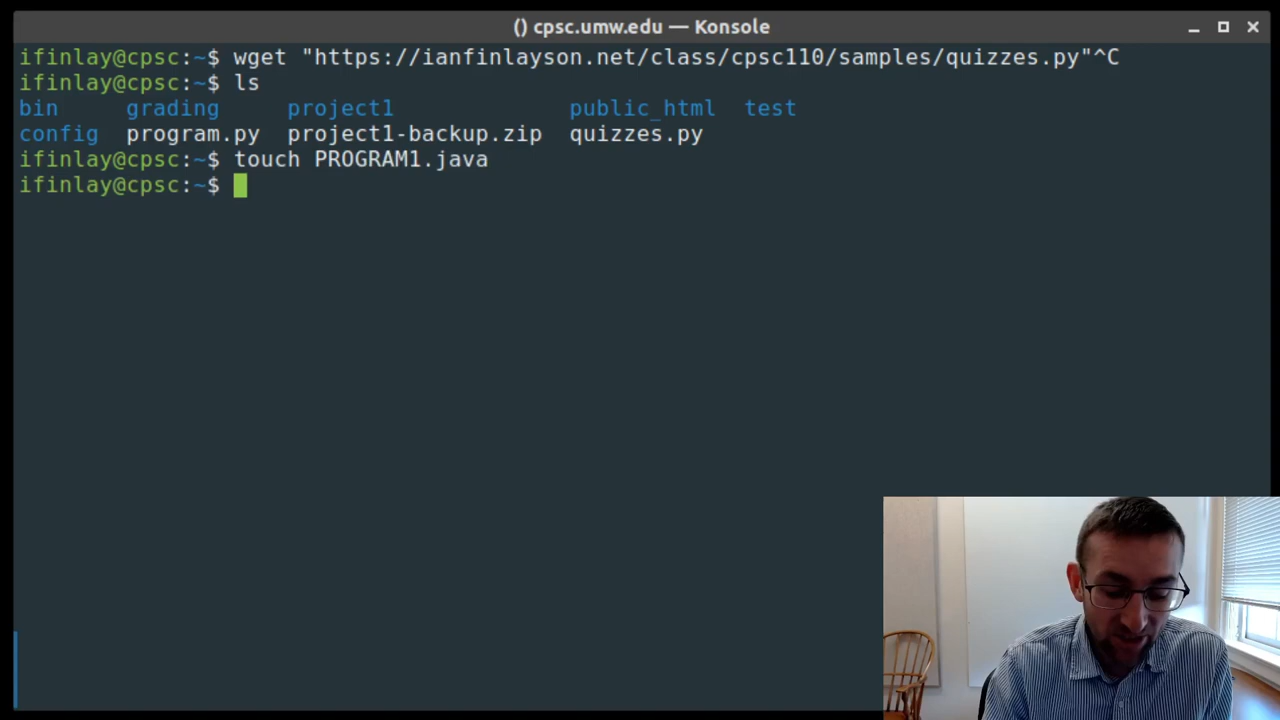 () cpsc.umw.edu — Konsole
ifinlay@cpsc:~$ wget "https://ianfinlayson.net/class/cpsc110/samples/quizzes.py"^C
ifinlay@cpsc:~$ ls
bin grading project1 public_html test
config program.py project1-backup.zip quizzes.py
ifinlay@cpsc:~$ touch PROGRAM1.java
ifinlay@cpsc:~$